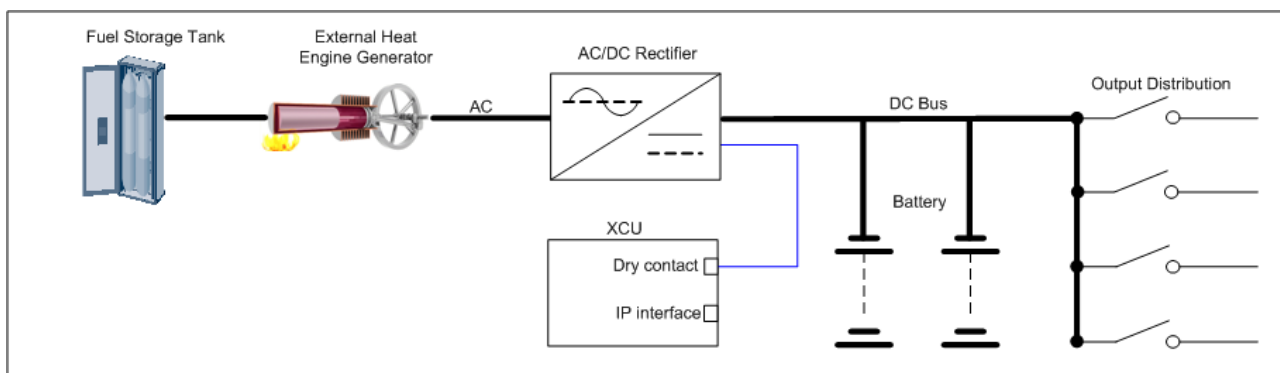 Fuel Storage Tank
External Heat
Engine Generator
AC/DC Rectifier
Output Distribution
AC
DC Bus
Battery
XCU
Dry contact
IP interface